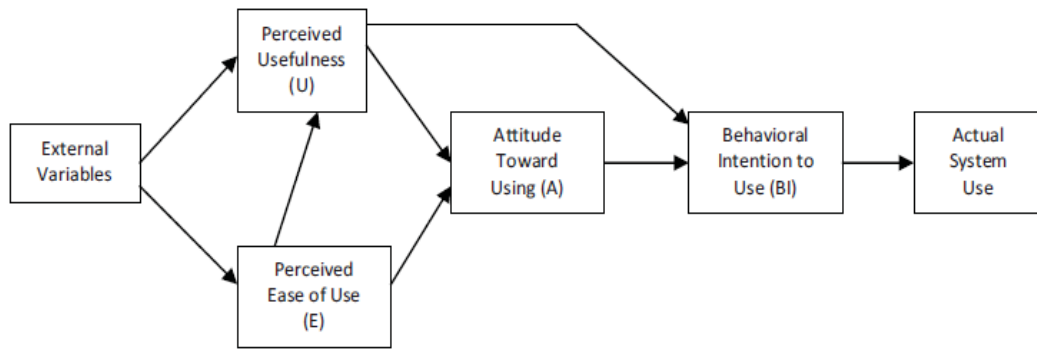 Perceived
Usefulness
(U)
External
Variables
Perceived
Ease of Use
(E)
Attitude
Toward
Using (A)
Behavioral
Intention to
Use (BI)
Actual
System
Use